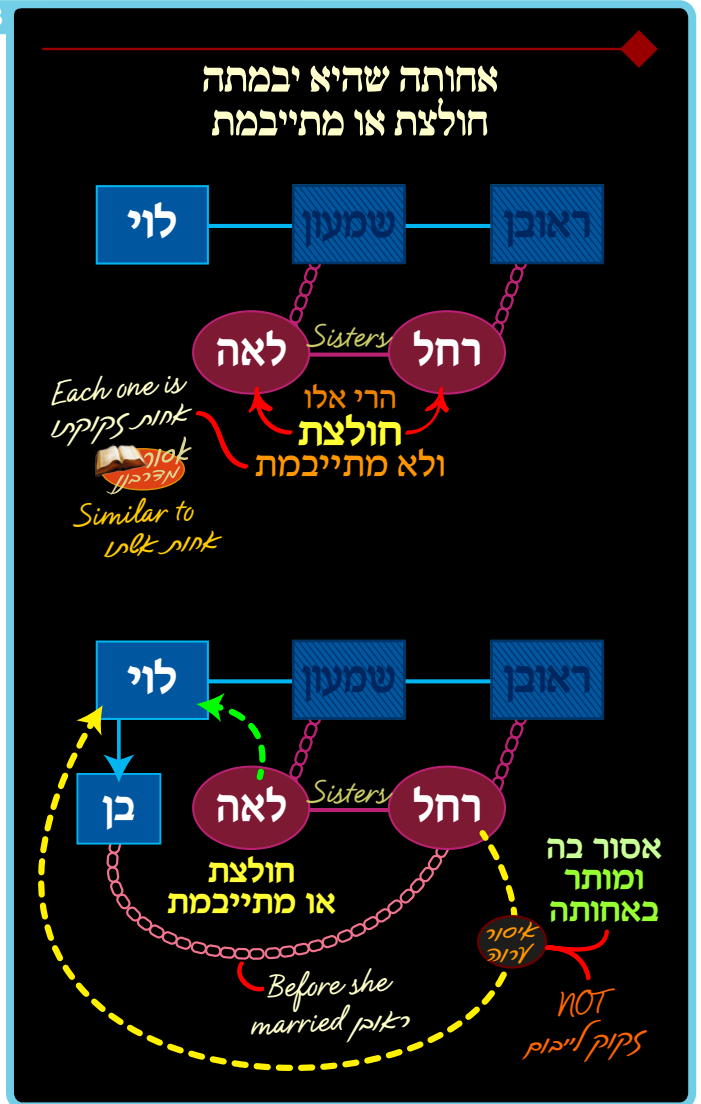 אחותה שהיא יבמתה
חולצת או מתייבמת
ראובן
שמעון
לוי
רחל
Sisters
לאה
הרי אלו
חולצת
ולא מתייבמת
Each one is
אחות זקוקתו
אסור
מדרבנן
Similar to
אחות אשתו
ראובן
שמעון
לוי
רחל
Sisters
לאה
בן
חולצת
או מתייבמת
אסור בה
ומותר
באחותה
איסור
ערוה
NOT
זקוק לייבום
Before she
married ראובן